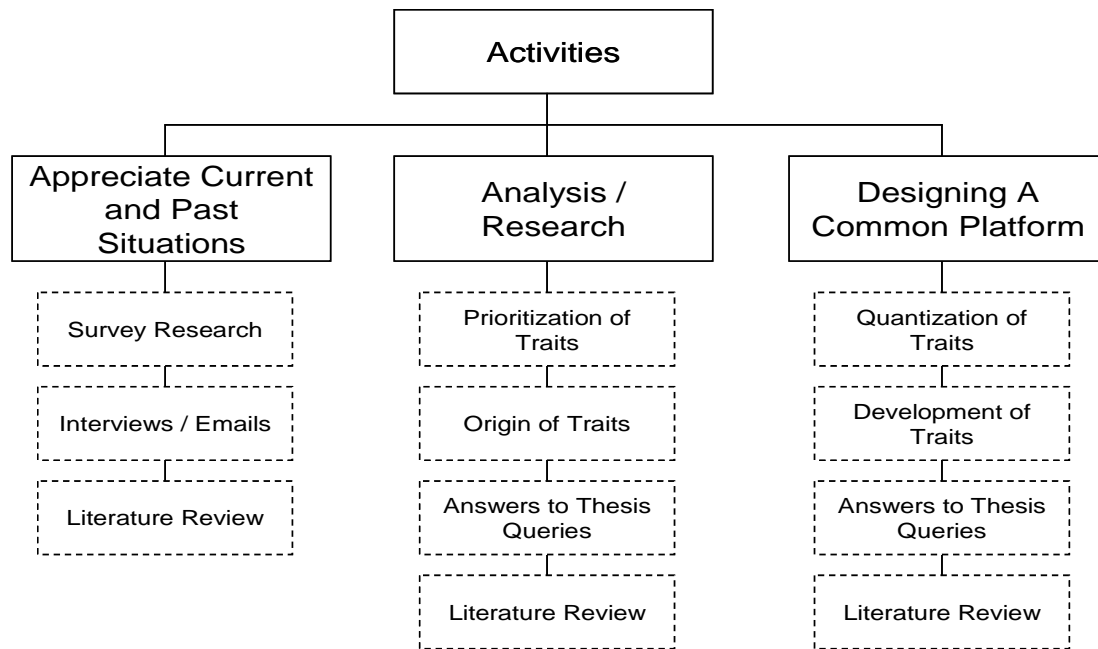 Activities
Appreciate Current
and Past
Situations
Survey Research
Interviews / Emails
Literature Review
Analysis /
Research
Prioritization of
Traits
Origin of Traits
Answers to Thesis
Queries
Literature Review
Designing A
Common Platform
Quantization of
Traits
Development of
Traits
Answers to Thesis
Queries
Literature Review